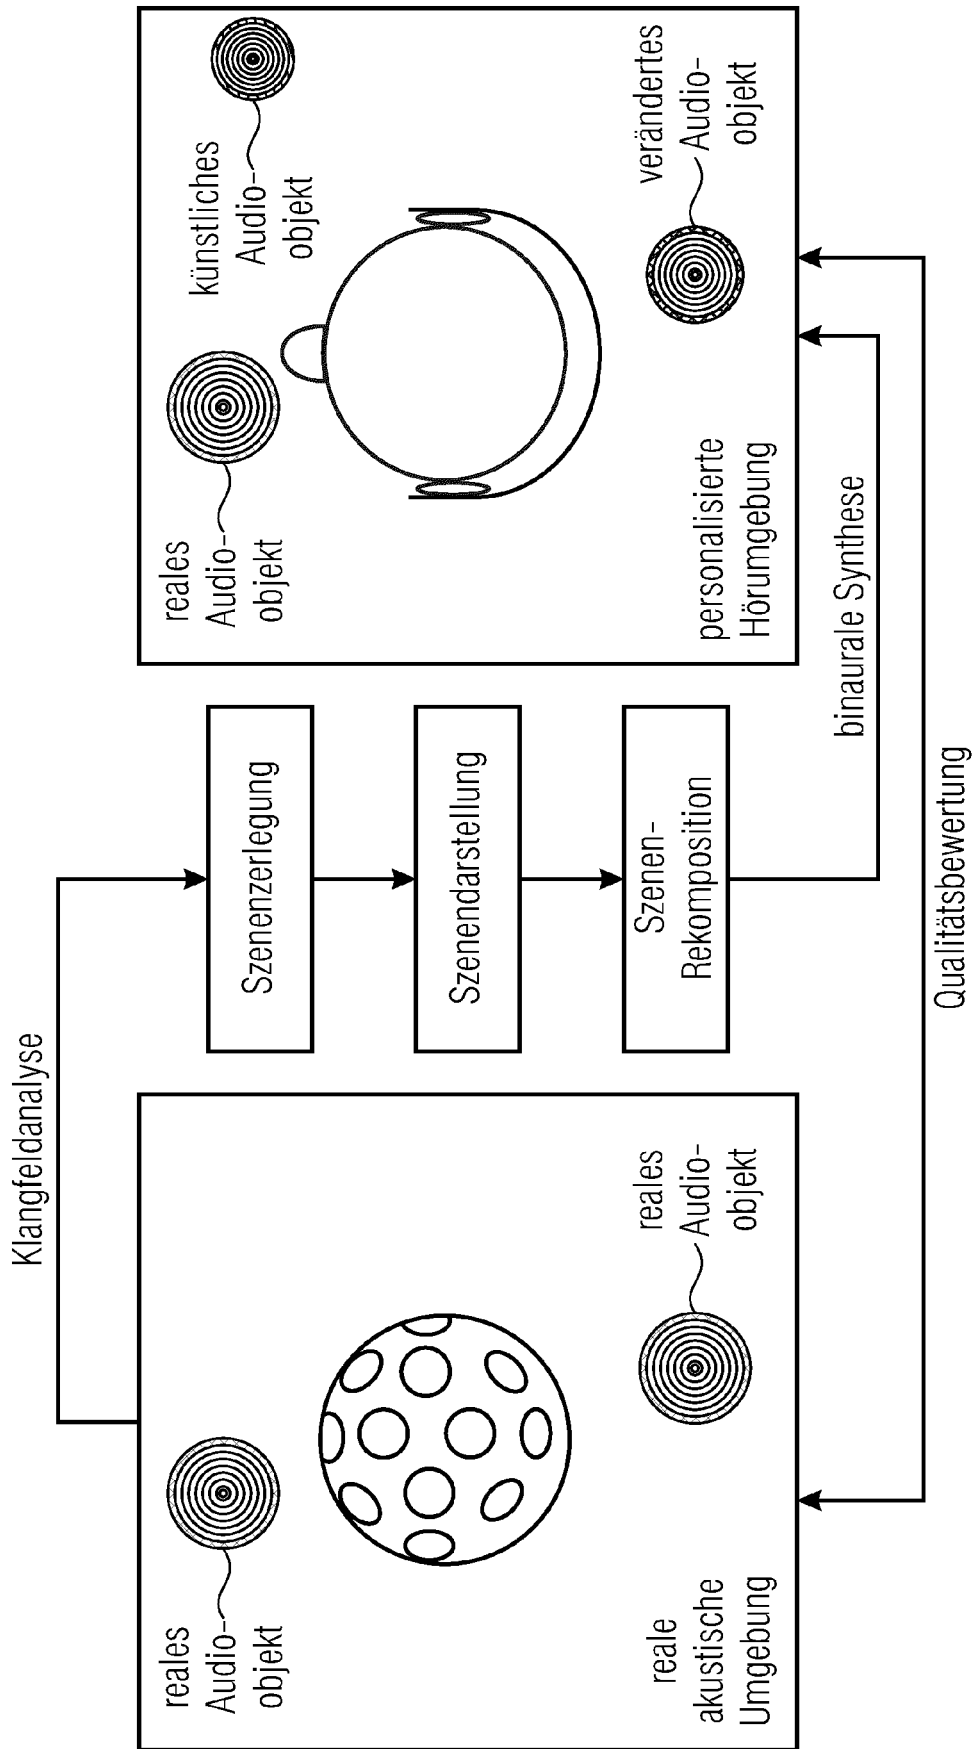 Klangfeldanalyse
reales
Audio-
objekt
reales
Audio-
objekt
reale
akustische
Umgebung
Szenenzerlegung
Szenendarstellung
Szenen-
Rekomposition
reales
Audio-
objekt
künstliches
Audio-
objekt
verändertes
Audio-
objekt
personalisierte
Hörumgebung
binaurale Synthese
Qualitätsbewertung